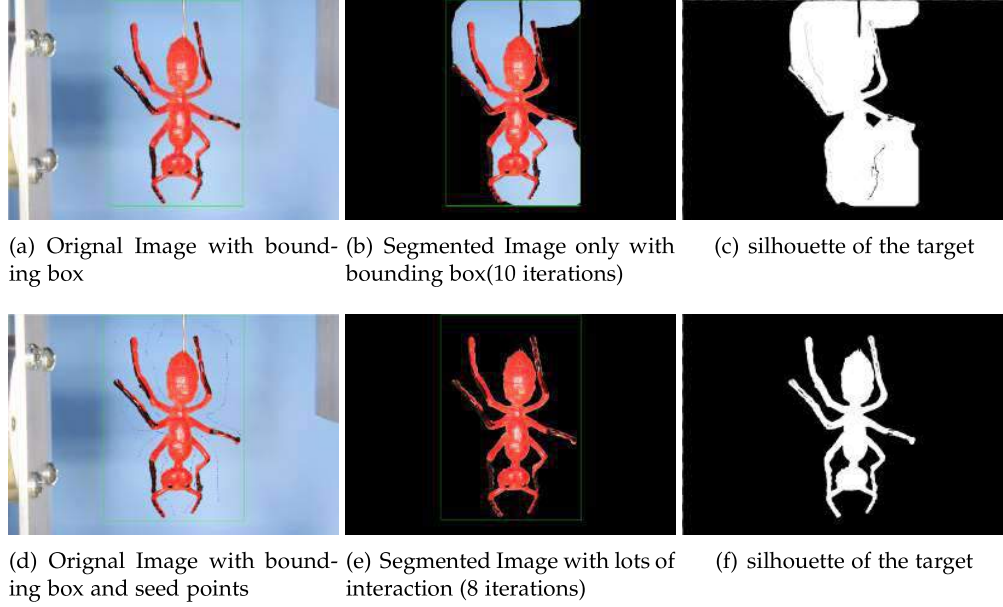 (a) Orignal Image with bound-
ing box
(b) Segmented Image only with
bounding box(10 iterations)
(c) silhouette of the target
(d) Orignal Image with bound-
ing box and seed points
(e) Segmented Image with lots of
interaction (8 iterations)
(f) silhouette of the target